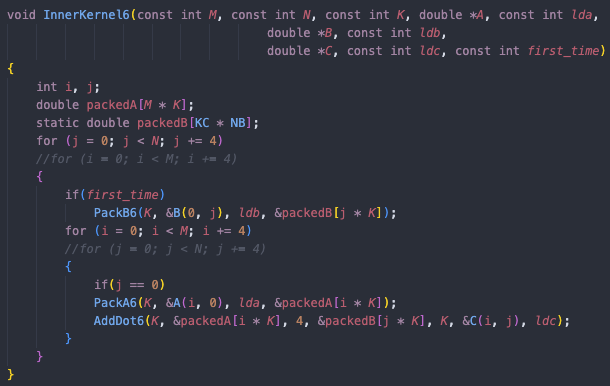 void InnerKernel6(const int M, const int N, const int K, double *A, const int lda,
                                   double *B, const int ldb,
                                   double *C, const int ldc, const int first_time)
{
    int i, j;
    double packedA[M * K];
    static double packedB[KC * NB];
    for (j = 0; j < N; j += 4)
    //for (i = 0; i < M; i += 4)
    {
        if(first_time)
            PackB6(K, &B(0, j), ldb, &packedB[j * K]);
        for (i = 0; i < M; i += 4)
        //for (j = 0; j < N; j += 4)
        {
            if(j == 0)
            PackA6(K, &A(i, 0), lda, &packedA[i * K]);
            AddDot6(K, &packedA[i * K], 4, &packedB[j * K], K, &C(i, j), ldc);
        }
    }
}